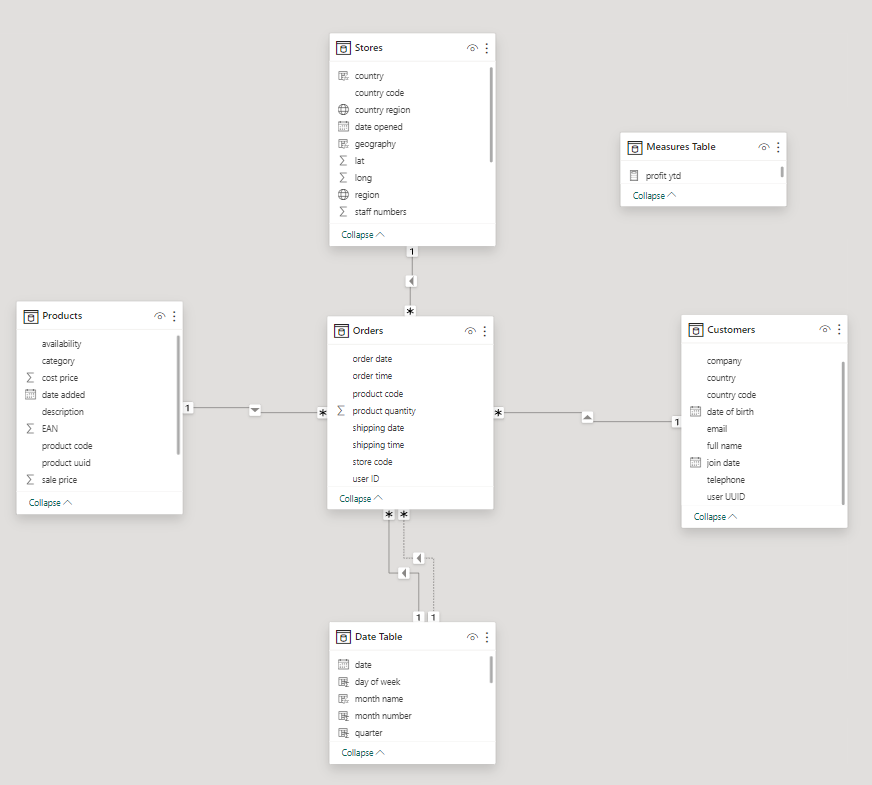 Stores
country
country code
country region
date opened
geography
lat
long
region
staff numbers
Collapse
Measures Table
profit ytd
Collapse
1
*
Products
availability
category
cost price
date added
description
EAN
product code
product uuid
sale price
Collapse
1
*
Orders
order date
order time
product code
product quantity
shipping date
shipping time
store code
user ID
Collapse
*
1
Customers
company
country
country code
date of birth
email
full name
join date
telephone
user UUID
Collapse
* *
1 1
Date Table
date
day of week
month name
month number
quarter
Collapse